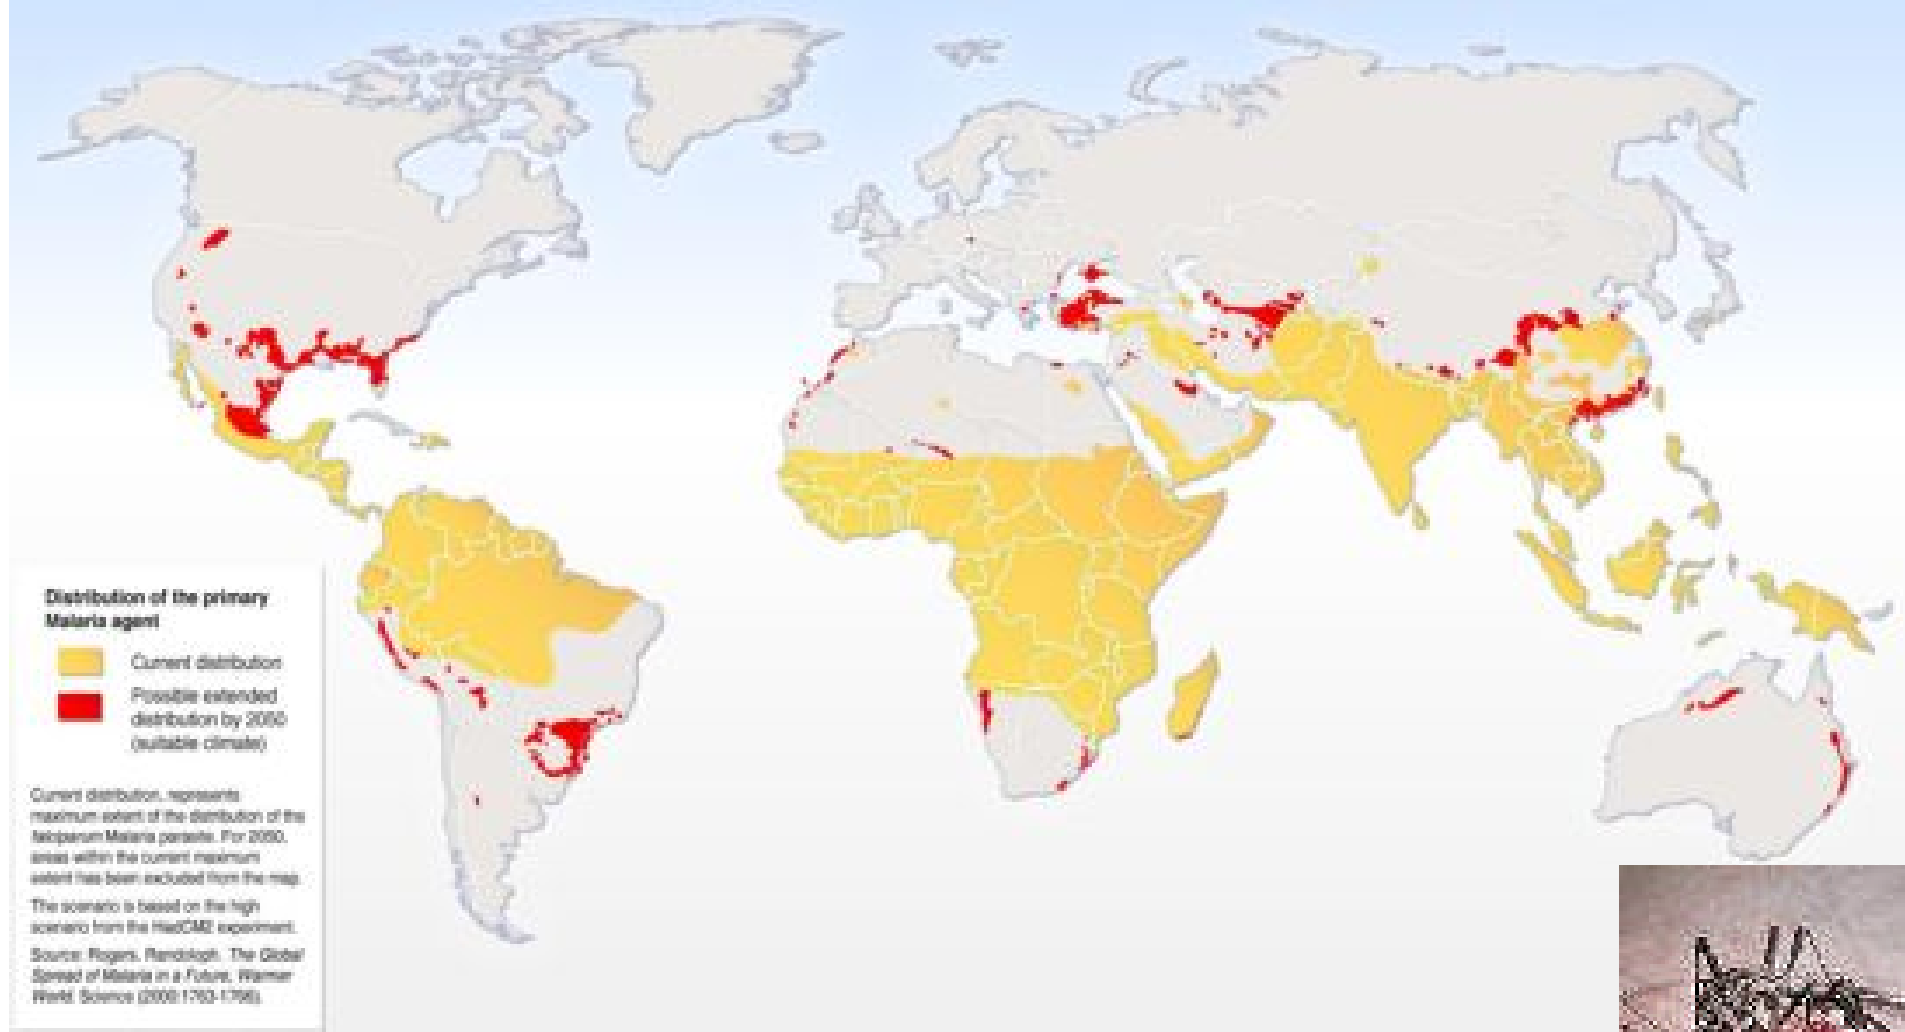 Distribution of the primary
Malaria agent
Current distribution
Possible extended
distribution by 2050
(suitable climate)
Current distribution, represents
maximum extent of the distribution of the
falciparum Malaria parasite. For 2050,
areas within the current maximum
extent has been excluded from the map.
The scenario is based on the high
scenario from the HadCM2 experiment.
Source: Rogers, Randolph. The Global
Spread of Malaria in a Future, Warmer
World. Science (2000:1763-1766).